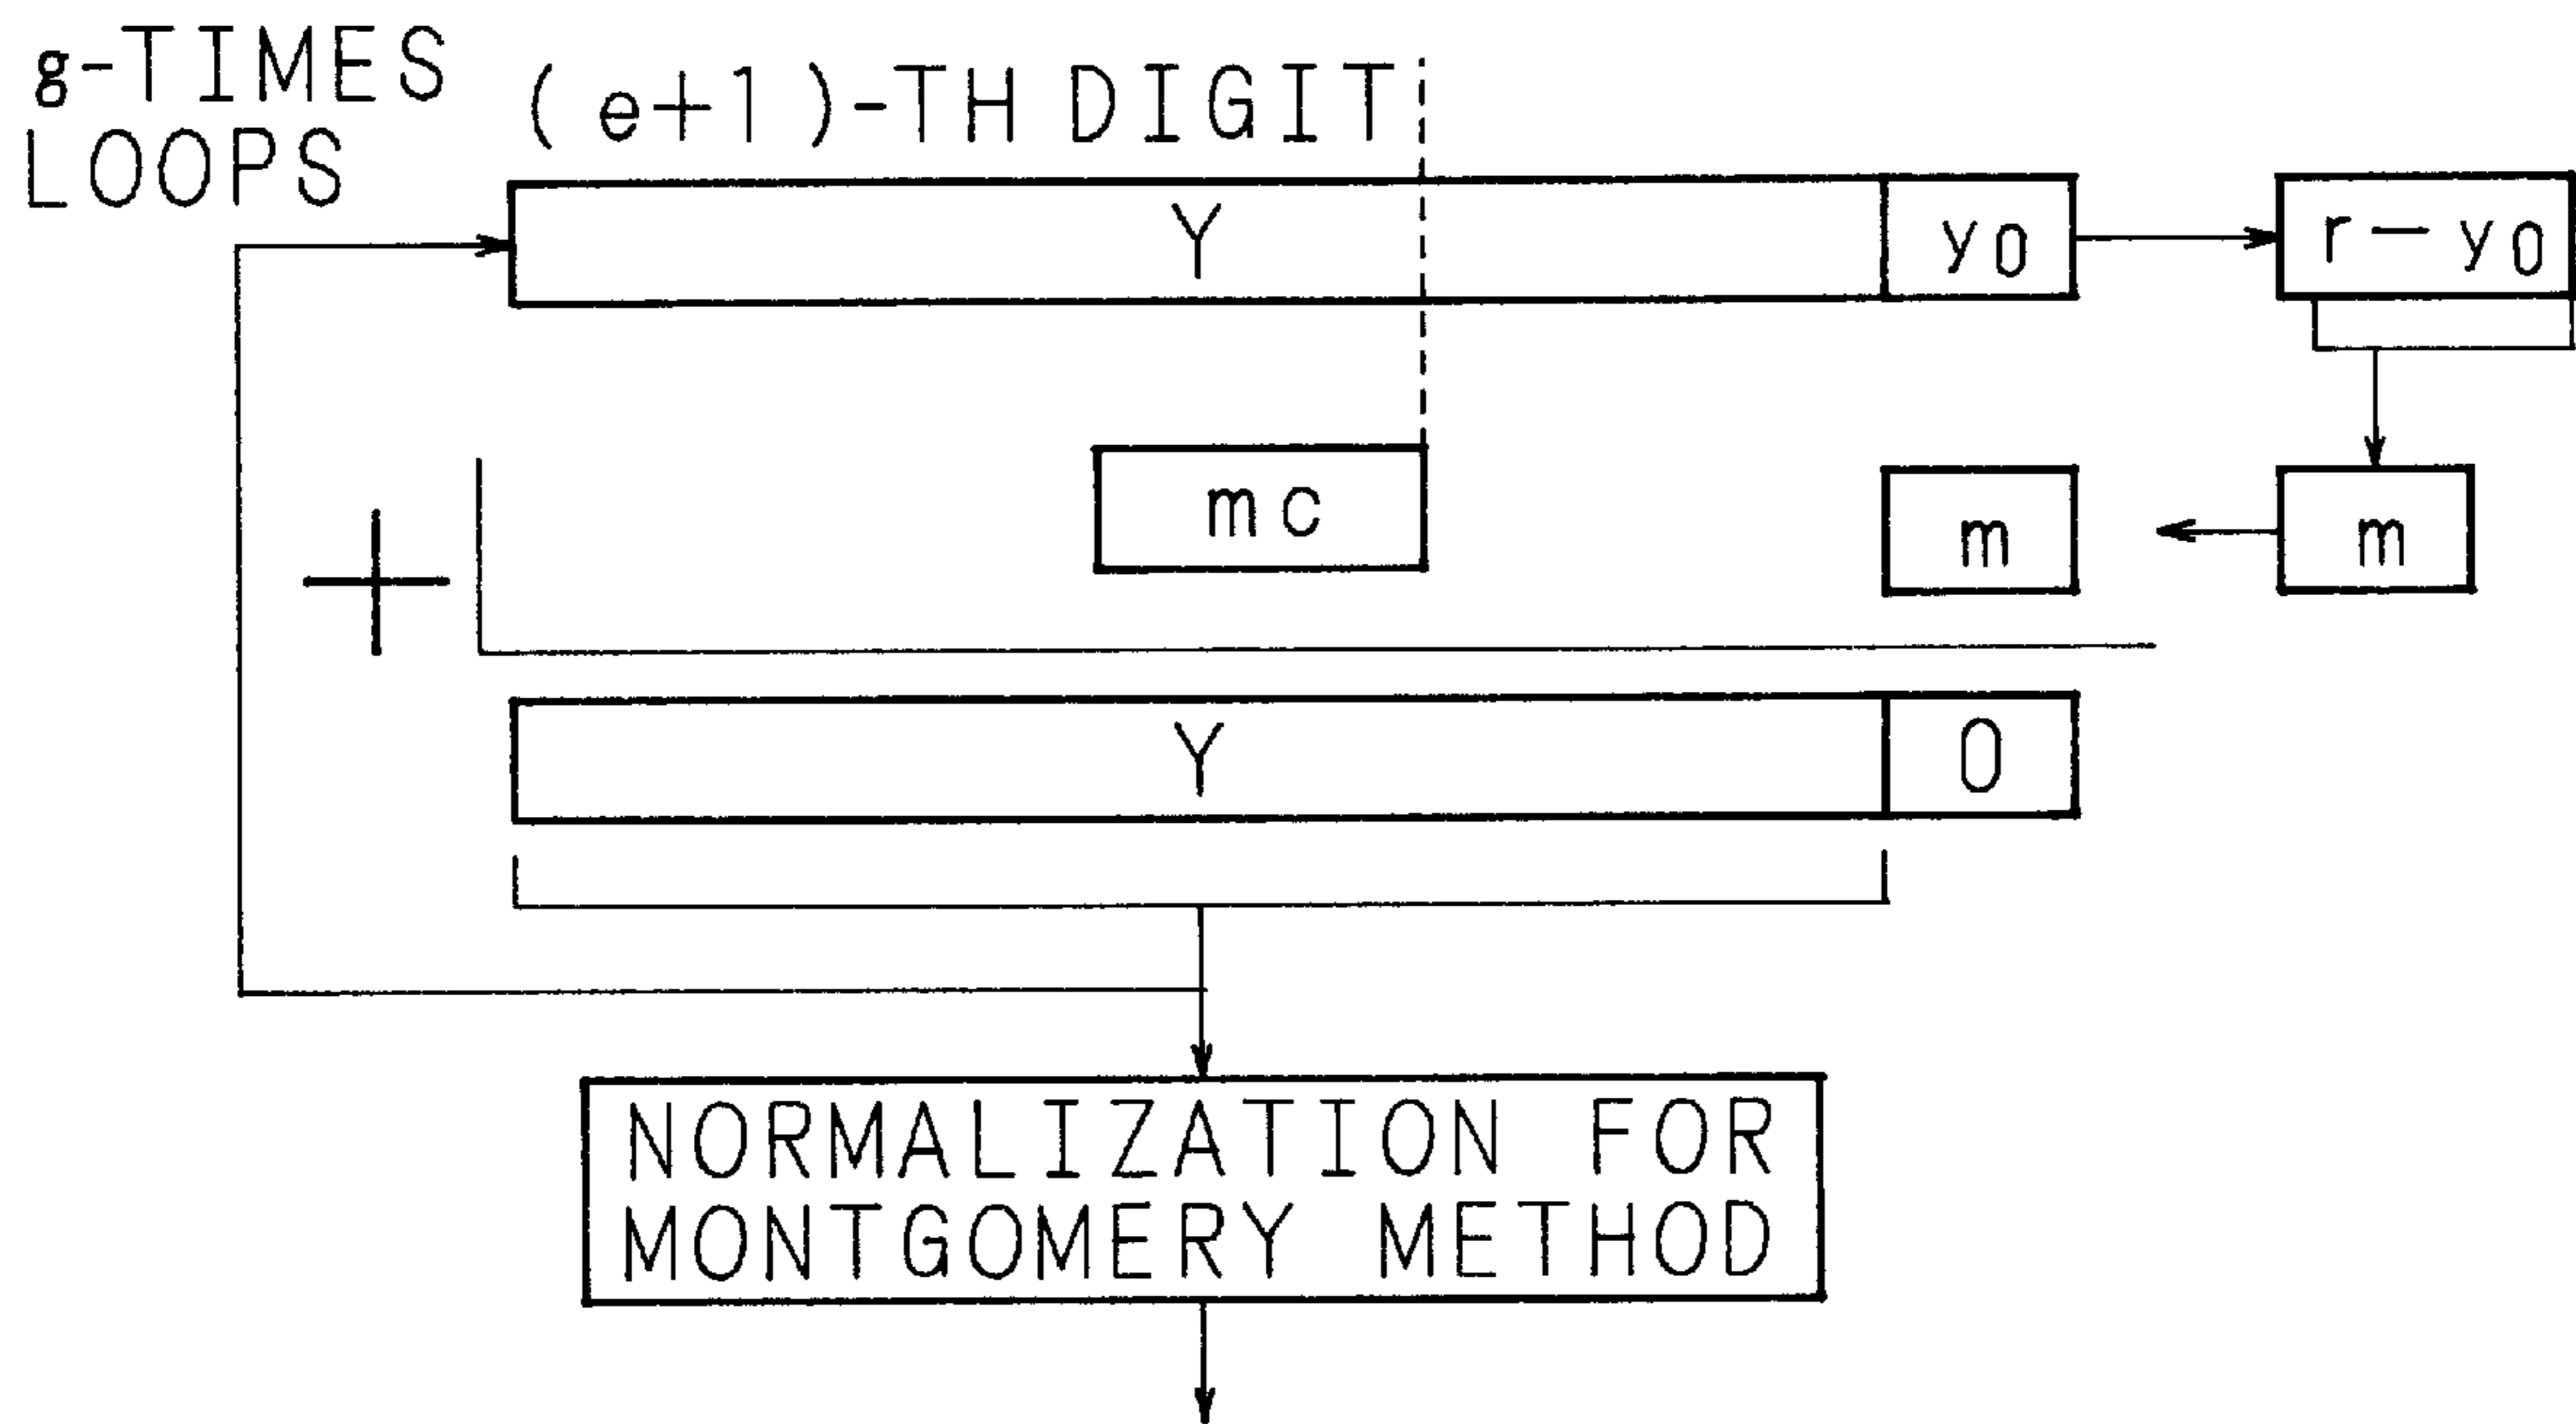 g-TIMES
LOOPS
(e+1)-TH DIGIT
Y y0 r-y0
mc m m
+
Y 0
NORMALIZATION FOR
MONTGOMERY METHOD